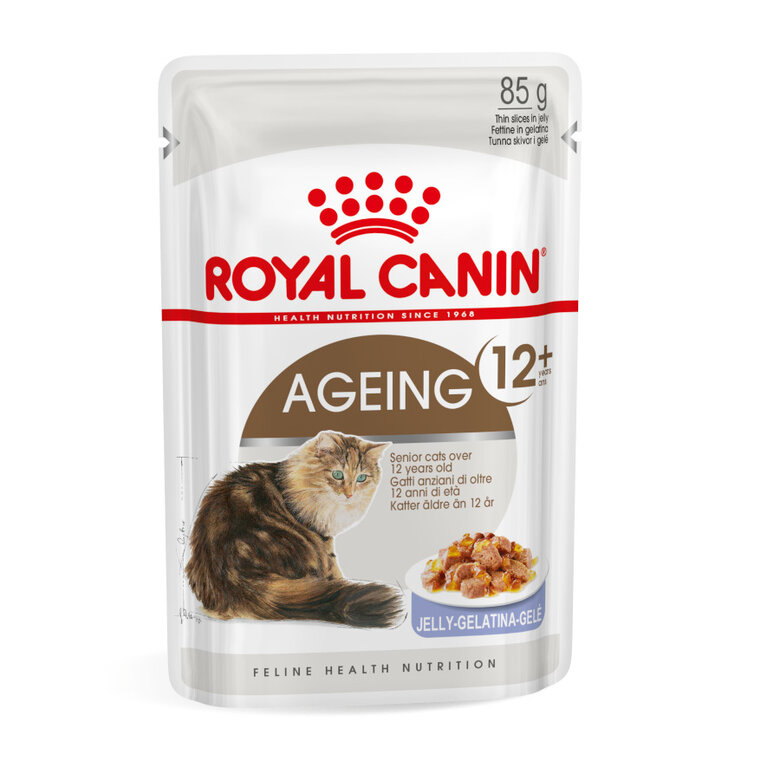 85 g
Thin slices in jelly
Fettine in gelatina
Tunna skivor i gelé
ROYAL CANIN®
HEALTH NUTRITION SINCE 1968
AGEING 12+
years
ans
Senior cats over
12 years old
Gatti anziani di oltre
12 anni di età
Katter äldre än 12 år
JELLY-GELATINA-GELÉ
FELINE HEALTH NUTRITION